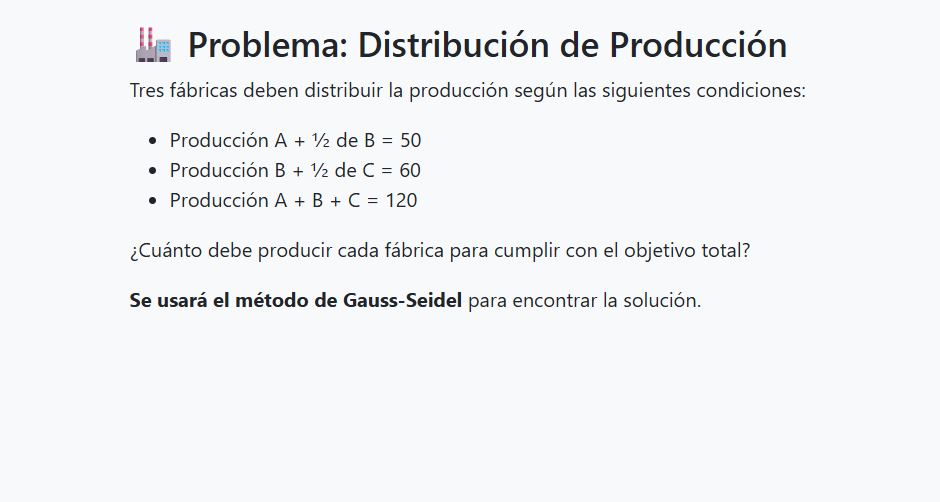 Problema: Distribución de Producción
Tres fábricas deben distribuir la producción según las siguientes condiciones:
• Producción A + ½ de B = 50
• Producción B + ½ de C = 60
• Producción A + B + C = 120
¿Cuánto debe producir cada fábrica para cumplir con el objetivo total?
Se usará el método de Gauss-Seidel para encontrar la solución.